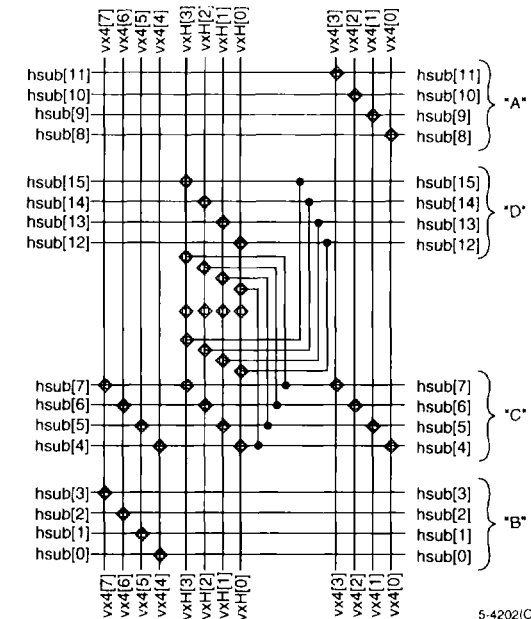 vx4[7] vx4[6] vx4[5] vx4[4] vxH[3] vxH[2] vxH[1] vxH[0] vx4[3] vx4[2] vx4[1] vx4[0]
hsub[11] hsub[11]
hsub[10] hsub[10]
"A"
hsub[9] hsub[9]
hsub[8] hsub[8]
hsub[15] hsub[15]
hsub[14] hsub[14]
"D"
hsub[13] hsub[13]
hsub[12] hsub[12]
hsub[7] hsub[7]
hsub[6] hsub[6]
"C"
hsub[5] hsub[5]
hsub[4] hsub[4]
hsub[3] hsub[3]
hsub[2] hsub[2]
"B"
hsub[1] hsub[1]
hsub[0] hsub[0]
vx4[7] vx4[6] vx4[5] vx4[4] vxH[3] vxH[2] vxH[1] vxH[0] vx4[3] vx4[2] vx4[1] vx4[0]
5-4202(C